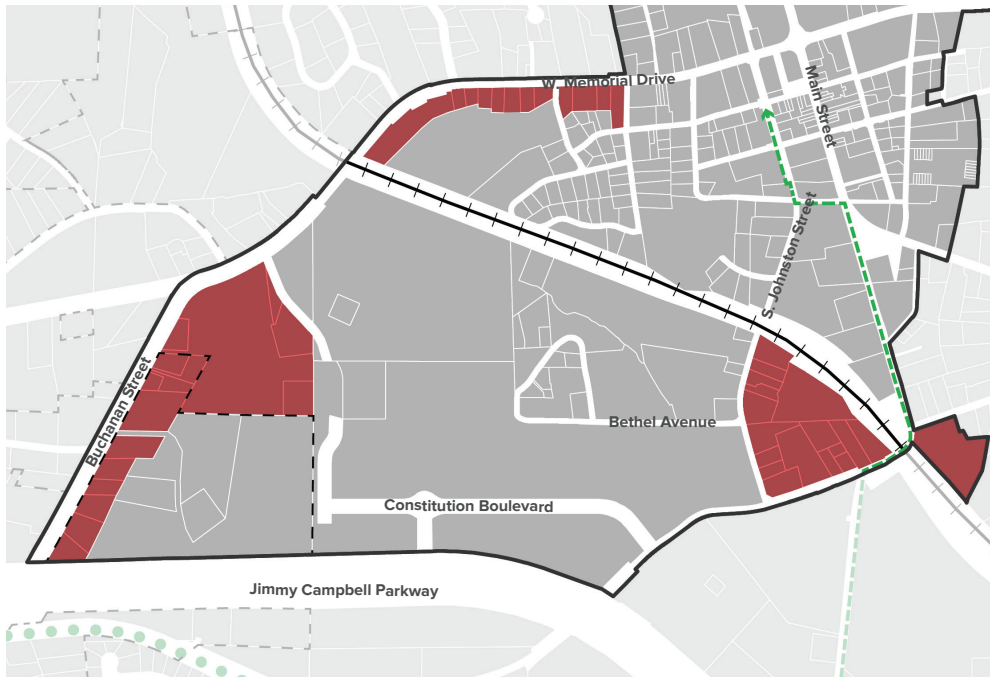 W. Memorial Drive
Main Street
S. Johnston Street
Buchanan Street
Bethel Avenue
Constitution Boulevard
Jimmy Campbell Parkway